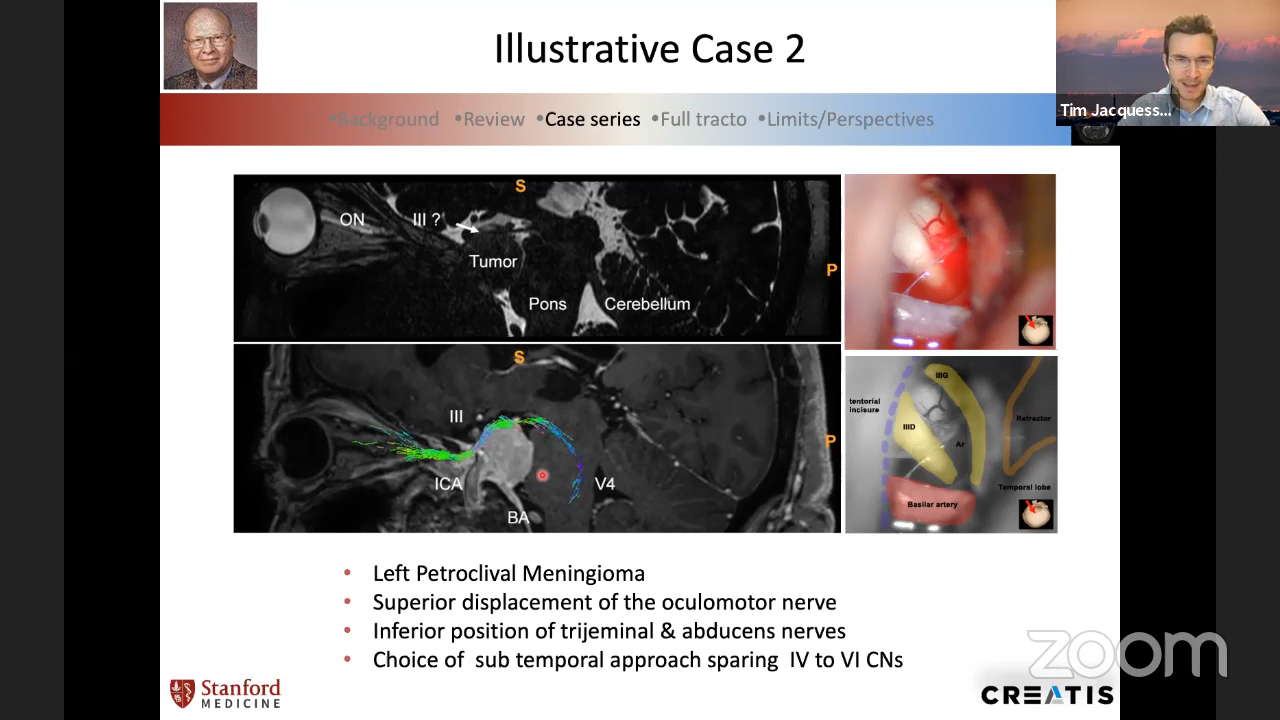 Illustrative Case 2
Tim Jacquess...
•Background •Review •Case series •Full tracto •Limits/Perspectives
S
ON
III ?
Tumor
P
Pons
Cerebellum
S
III
P
ICA
V4
BA
IIIG
tentorial
incisure
Retractor
IIID
Ar
Temporal lobe
Basilar artery
• Left Petroclival Meningioma
• Superior displacement of the oculomotor nerve
• Inferior position of trijeminal & abducens nerves
• Choice of sub temporal approach sparing IV to VI CNs
zoom
Stanford
MEDICINE
CREATIS